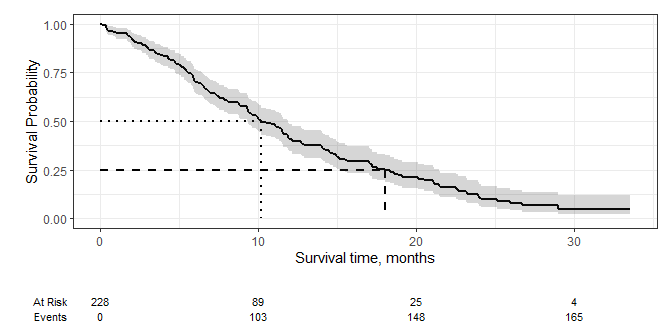 1.00
0.75
0.50
0.25
0.00
Survival Probability
0 10 20 30
Survival time, months
At Risk 228 89 25 4
Events 0 103 148 165